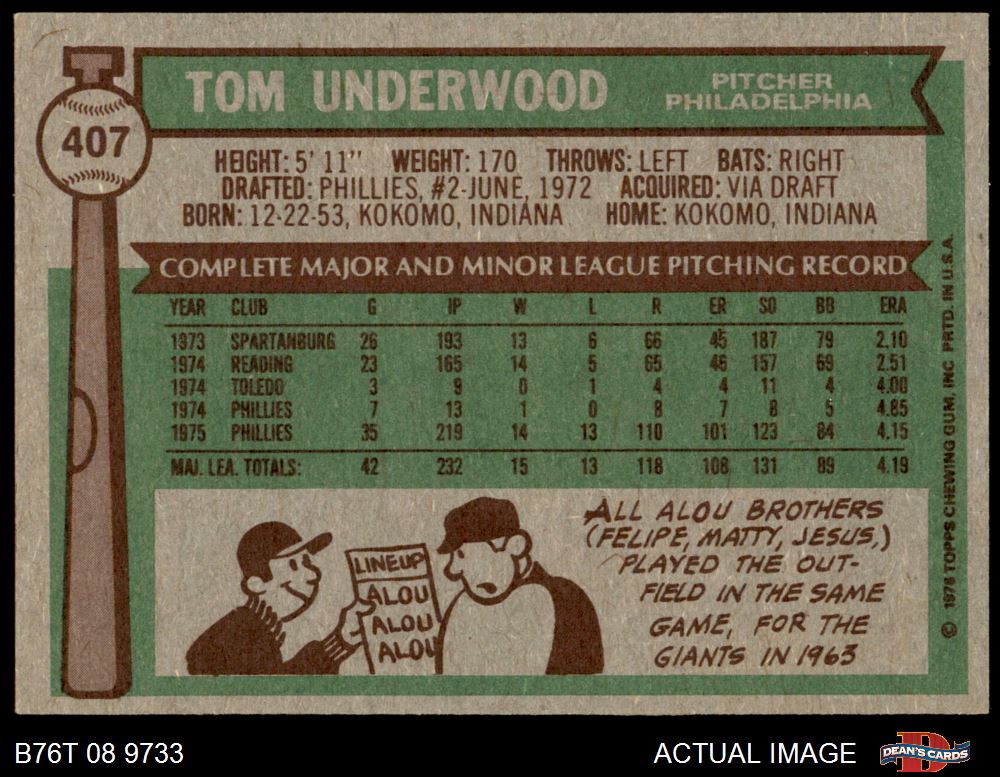 407
TOM UNDERWOOD
PITCHER
PHILADELPHIA
HEIGHT: 5' 11" WEIGHT: 170 THROWS: LEFT BATS: RIGHT
DRAFTED: PHILLIES, #2-JUNE, 1972 ACQUIRED: VIA DRAFT
BORN: 12-22-53, KOKOMO, INDIANA HOME: KOKOMO, INDIANA
COMPLETE MAJOR AND MINOR LEAGUE PITCHING RECORD
YEAR CLUB G IP W L R ER SO BB ERA
1973 SPARTANBURG 26 193 13 6 66 45 187 79 2.10
1974 READING 23 165 14 5 65 46 157 69 2.51
1974 TOLEDO 3 9 0 1 4 4 11 4 4.00
1974 PHILLIES 7 13 1 0 8 7 8 5 4.85
1975 PHILLIES 35 219 14 13 110 101 123 84 4.15
MAJ. LEA. TOTALS: 42 232 15 13 118 108 131 89 4.19
LINEUP
ALOU
ALOU
ALOU
ALL ALOU BROTHERS
(FELIPE, MATTY, JESUS,)
PLAYED THE OUT-
FIELD IN THE SAME
GAME, FOR THE
GIANTS IN 1963
© 1976 TOPPS CHEWING GUM, INC. PRTD. IN U.S.A.
B76T 08 9733
ACTUAL IMAGE
DEAN'S CARDS